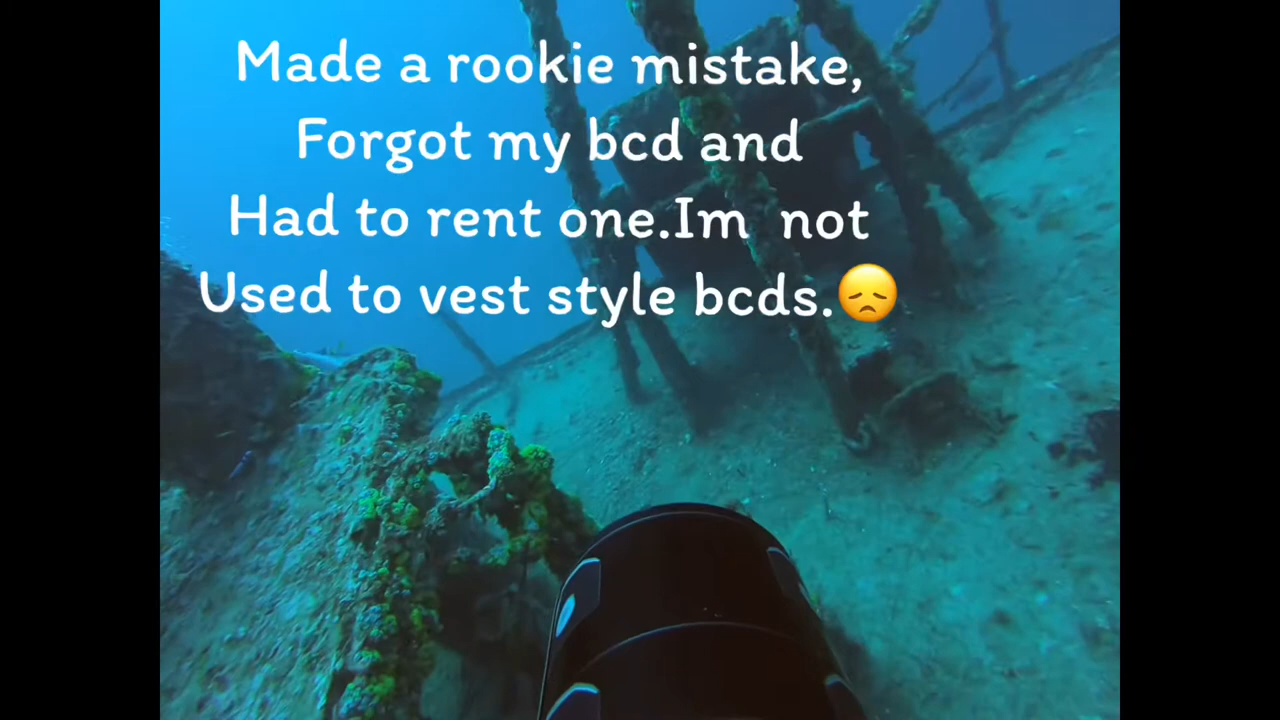 Made a rookie mistake,
Forgot my bcd and
Had to rent one.Im not
Used to vest style bcds.😞